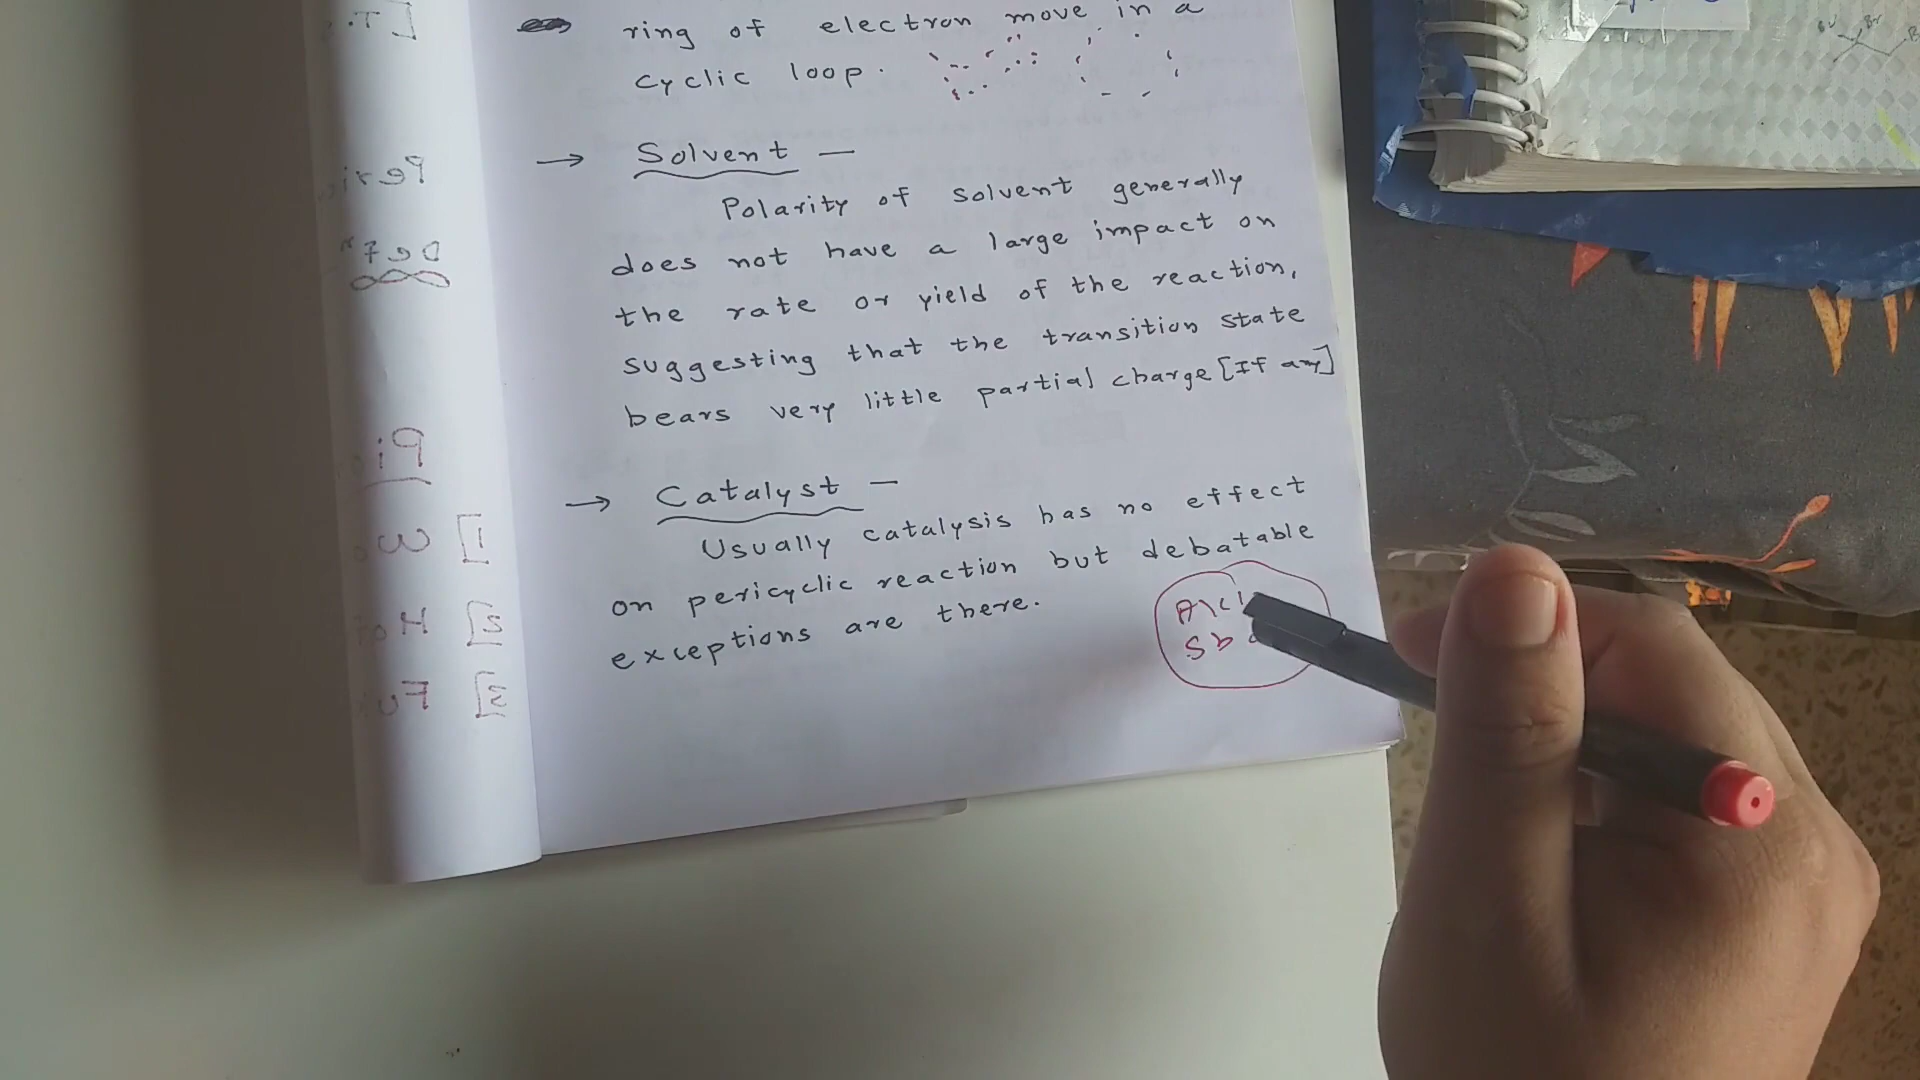 ring of electron move in a
cyclic loop.
→ Solvent —
Polarity of solvent generally
does not have a large impact on
the rate or yield of the reaction,
suggesting that the transition state
bears very little partial charge [If any]
→ Catalyst —
Usually catalysis has no effect
on pericyclic reaction but debatable
exceptions are there.
AlCl
Sb